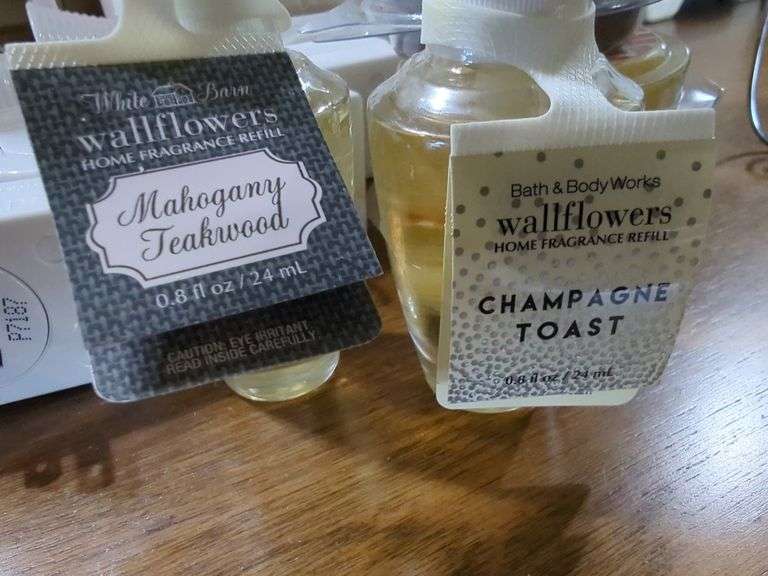 White Barn
wallflowers
HOME FRAGRANCE REFILL
Mahogany
Teakwood
0.8 fl oz / 24 mL
CAUTION: EYE IRRITANT.
READ INSIDE CAREFULLY.
Bath & Body Works
wallflowers
HOME FRAGRANCE REFILL
CHAMPAGNE
TOAST
0.8 fl oz / 24 mL